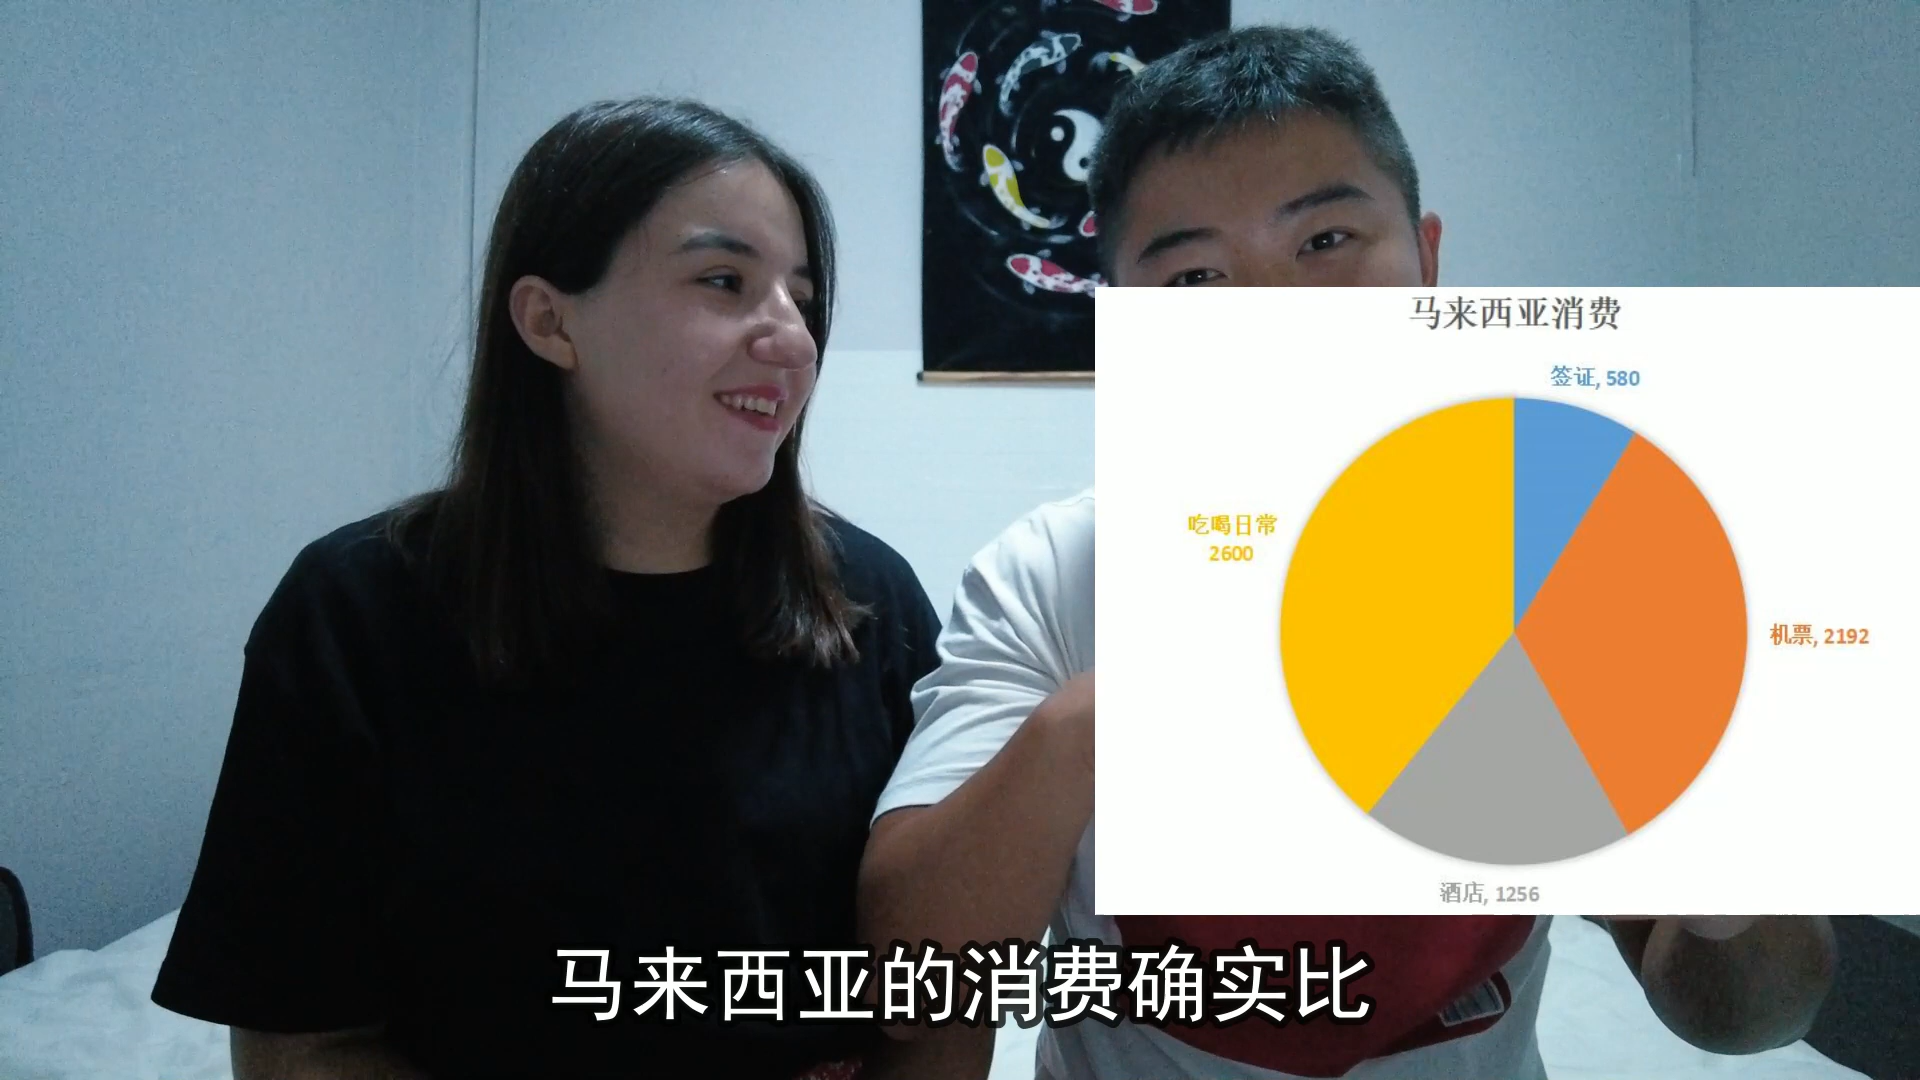 马来西亚消费
签证, 580
吃喝日常
2600
机票, 2192
酒店, 1256
马来西亚的消费确实比